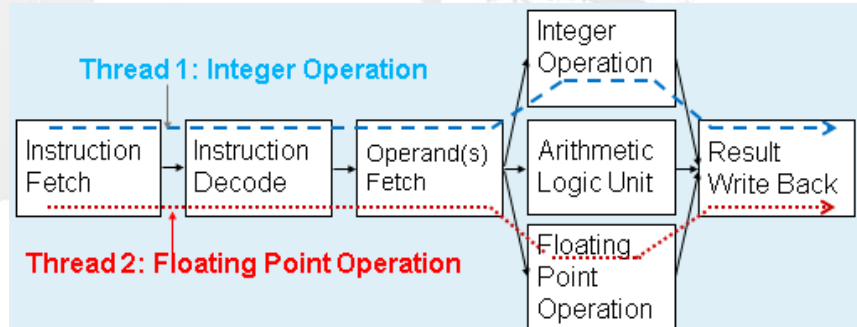 Integer
Operation
Thread 1: Integer Operation
Instruction
Fetch
Instruction
Decode
Operand(s)
Fetch
Arithmetic
Logic Unit
Result
Write Back
Floating
Point
Operation
Thread 2: Floating Point Operation